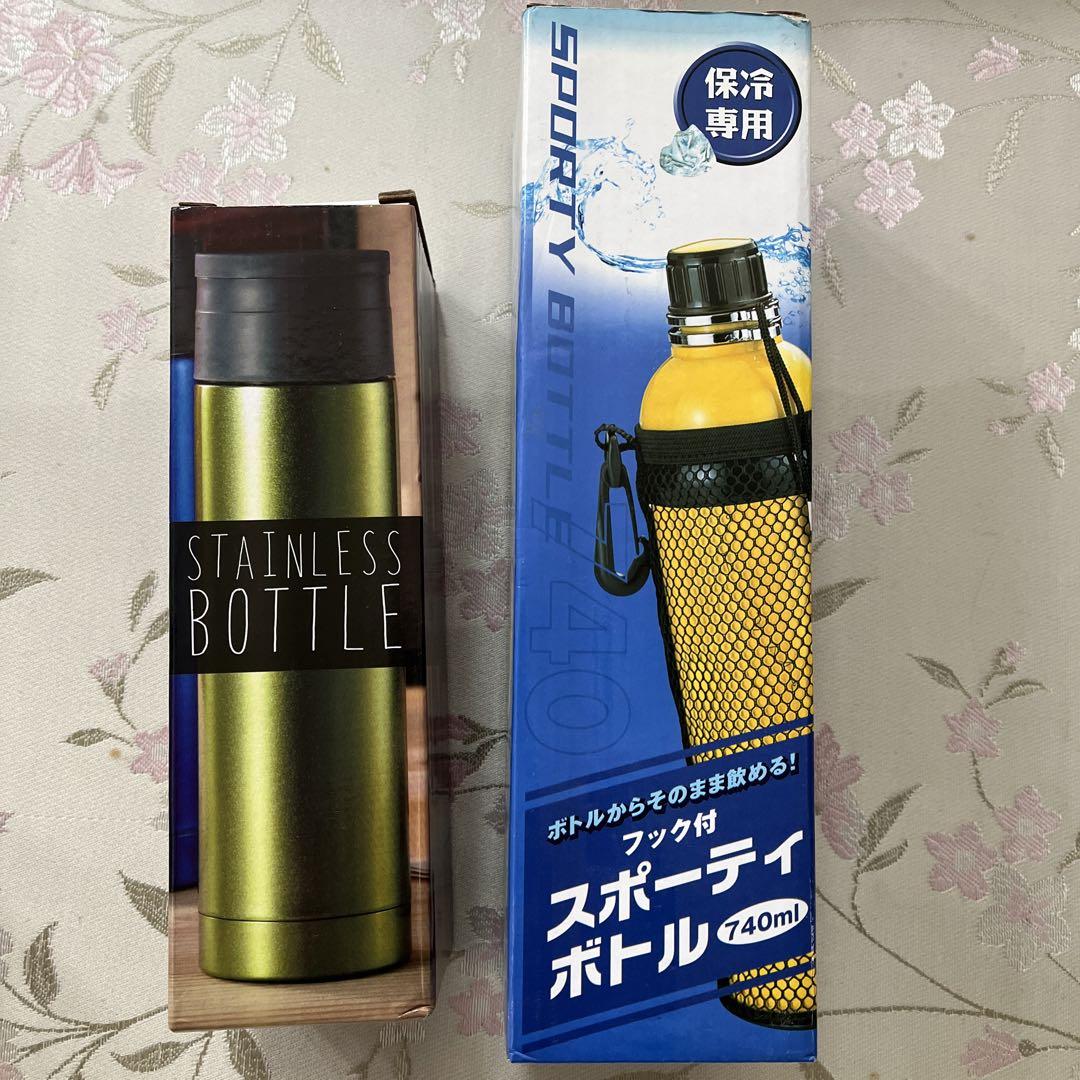 STAINLESS
BOTTLE
SPORTY BOTTLE 740
保冷
専用
ボトルからそのまま飲める!
フック付
スポーティ
ボトル 740ml